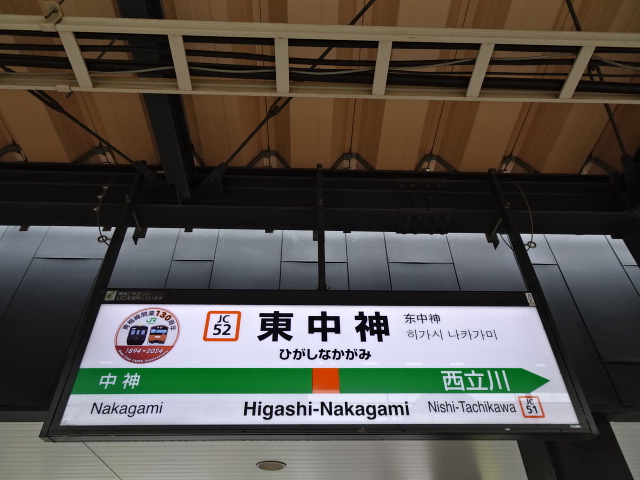 青梅線開業130周年
1894-2024
JC
52
東中神
东中神
히가시 나카가미
ひがしなかがみ
中神
西立川
Nakagami
Higashi-Nakagami
Nishi-Tachikawa
JC
51